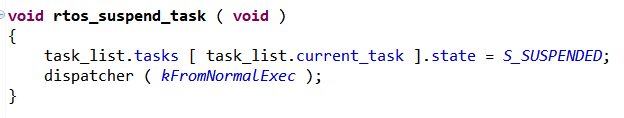 void rtos_suspend_task ( void )
{
    task_list.tasks [ task_list.current_task ].state = S_SUSPENDED;
    dispatcher ( kFromNormalExec );
}